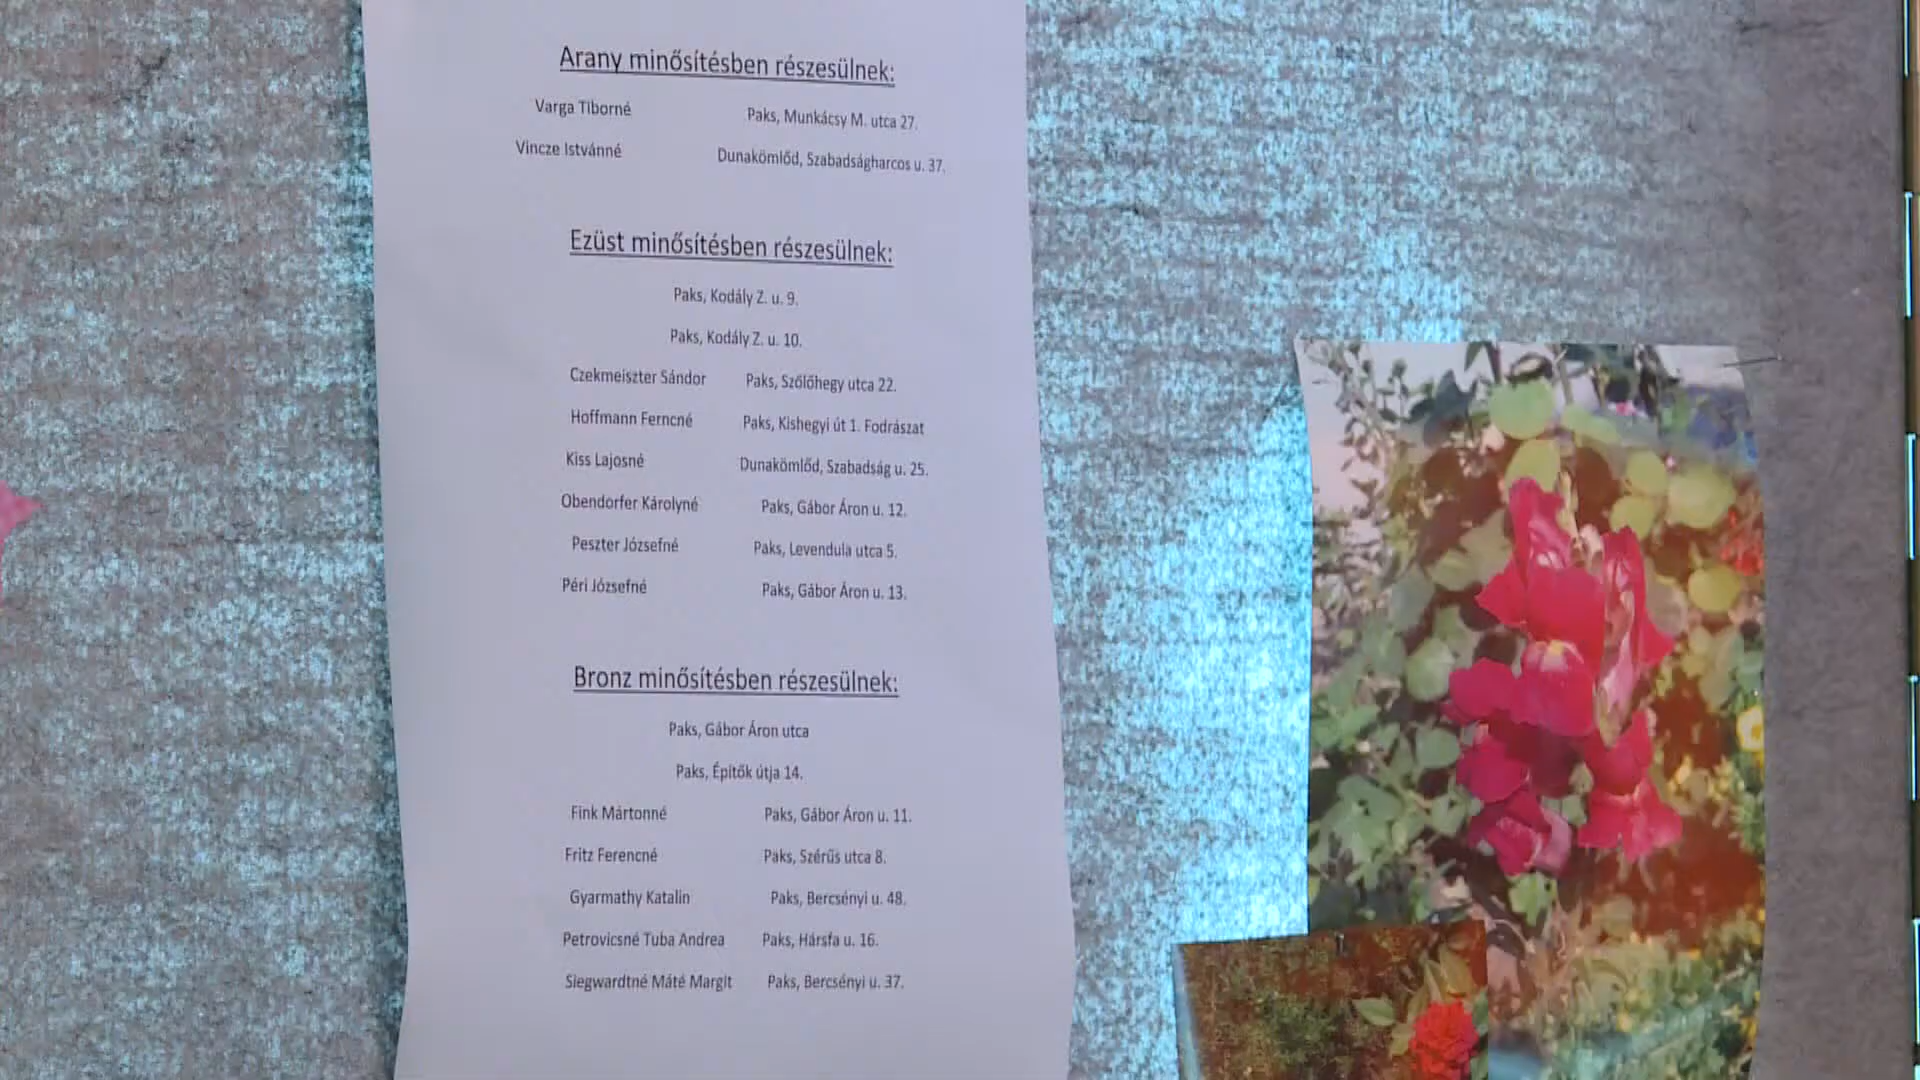 Arany minősítésben részesülnek:
Varga Tiborné Paks, Munkácsy M. utca 27.
Vincze Istvánné Dunakömlőd, Szabadságharcos u. 37.
Ezüst minősítésben részesülnek:
Paks, Kodály Z. u. 9.
Paks, Kodály Z. u. 10.
Czekmeiszter Sándor Paks, Szőlőhegy utca 22.
Hoffmann Ferncné Paks, Kishegyi út 1. Fodrászat
Kiss Lajosné Dunakömlőd, Szabadság u. 25.
Obendorfer Károlyné Paks, Gábor Áron u. 12.
Peszter Józsefné Paks, Levendula utca 5.
Péri Józsefné Paks, Gábor Áron u. 13.
Bronz minősítésben részesülnek:
Paks, Gábor Áron utca
Paks, Építők útja 14.
Fink Mártonné Paks, Gábor Áron u. 11.
Fritz Ferencné Paks, Szérűs utca 8.
Gyarmathy Katalin Paks, Bercsényi u. 48.
Petrovicsné Tuba Andrea Paks, Hársfa u. 16.
Siegwardtné Máté Margit Paks, Bercsényi u. 37.